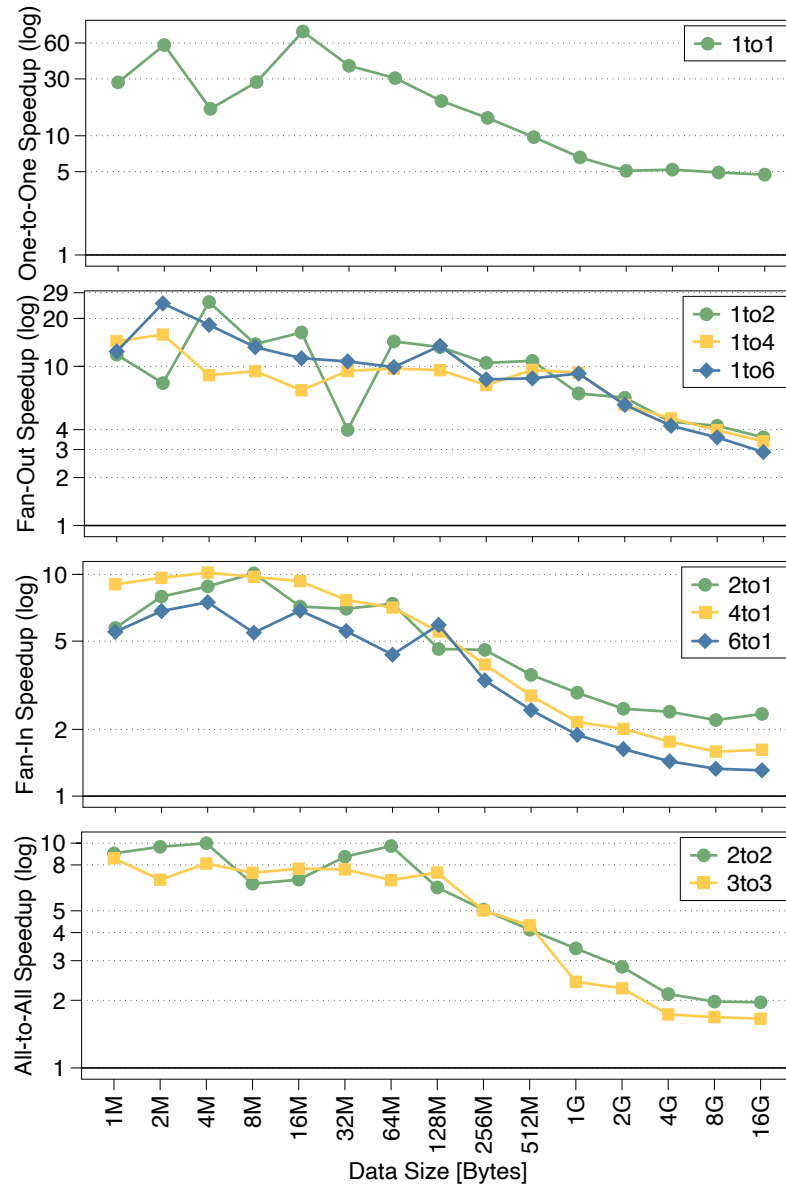 One-to-One Speedup (log)
60
30
10
5
1
1to1
Fan-Out Speedup (log)
29
20
10
4
3
2
1
1to2
1to4
1to6
Fan-In Speedup (log)
10
5
2
1
2to1
4to1
6to1
All-to-All Speedup (log)
10
8
5
4
3
2
1
2to2
3to3
1M
2M
4M
8M
16M
32M
64M
128M
256M
512M
1G
2G
4G
8G
16G
Data Size [Bytes]